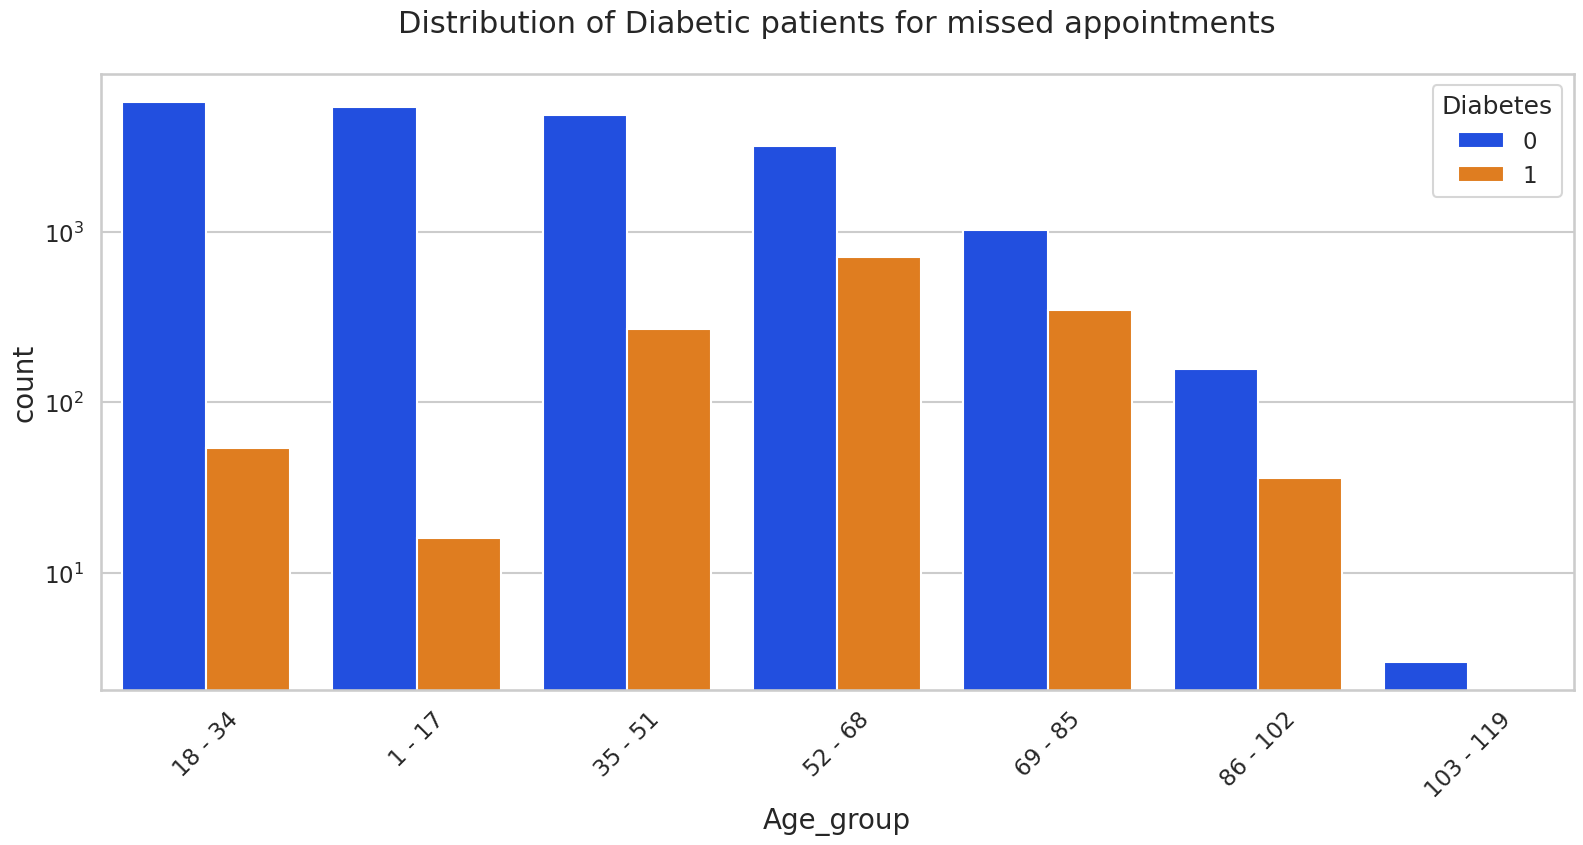 Distribution of Diabetic patients for missed appointments
Diabetes
0
1
10³
10²
10¹
count
18 - 34
1 - 17
35 - 51
52 - 68
69 - 85
86 - 102
103 - 119
Age_group